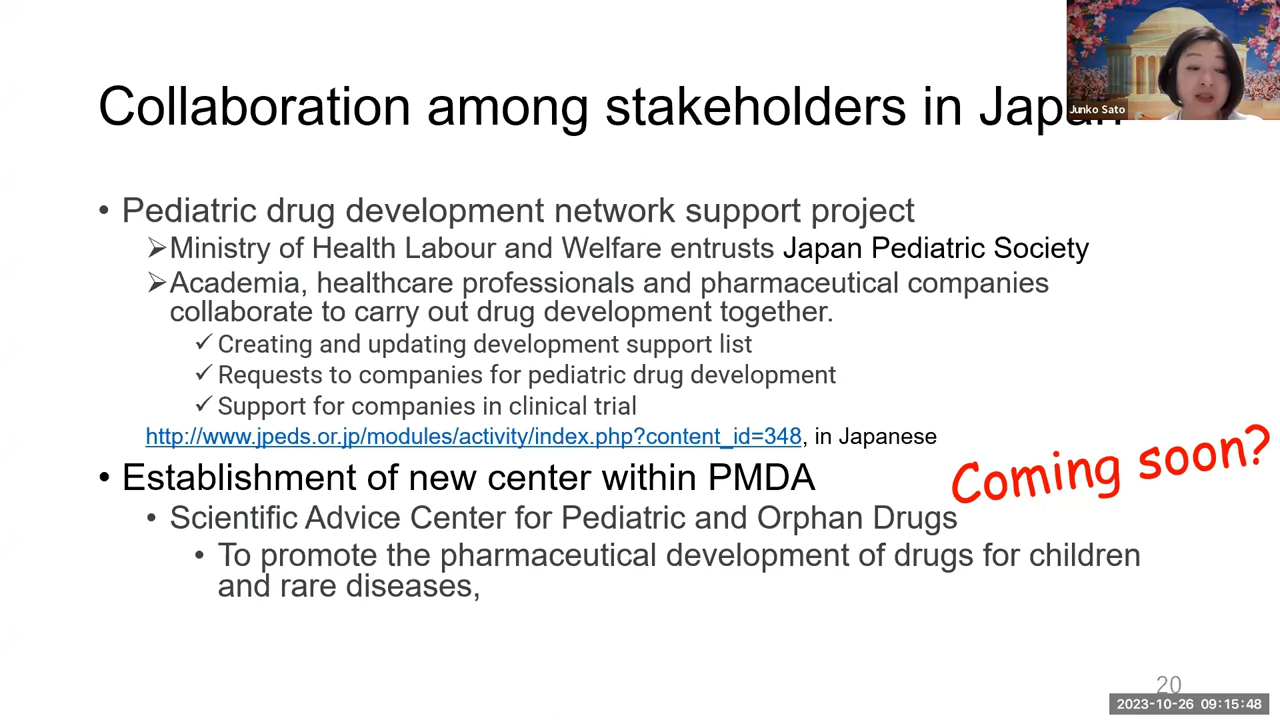 Junko Sato
Collaboration among stakeholders in Japan
• Pediatric drug development network support project
➢Ministry of Health Labour and Welfare entrusts Japan Pediatric Society
➢Academia, healthcare professionals and pharmaceutical companies
collaborate to carry out drug development together.
✓Creating and updating development support list
✓Requests to companies for pediatric drug development
✓Support for companies in clinical trial
http://www.jpeds.or.jp/modules/activity/index.php?content_id=348, in Japanese
Coming soon?
• Establishment of new center within PMDA
• Scientific Advice Center for Pediatric and Orphan Drugs
• To promote the pharmaceutical development of drugs for children
and rare diseases,
20
2023-10-26 09:15:48